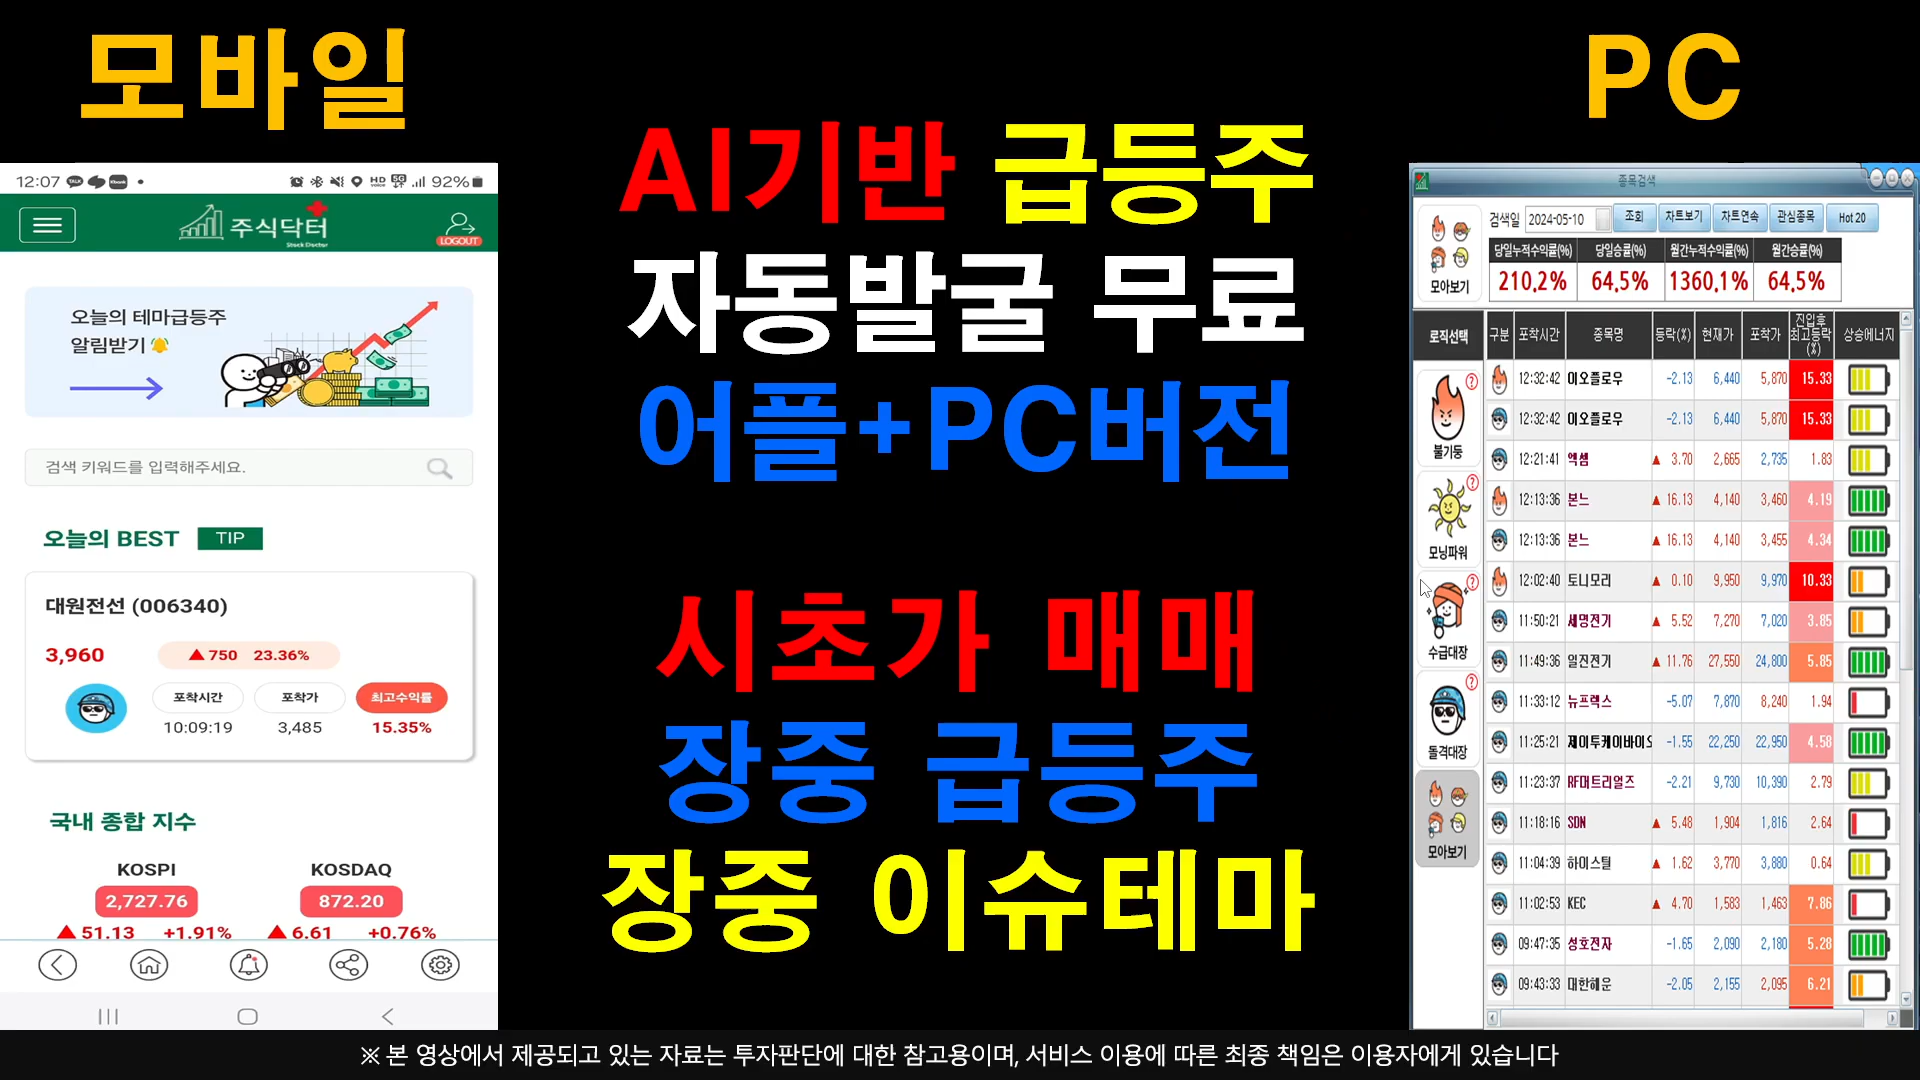 모바일
PC
AI기반 급등주
자동발굴 무료
어플+PC버전
시초가 매매
장중 급등주
장중 이슈테마
12:07
92%
주식닥터
Stock Doctor
LOGOUT
오늘의 테마급등주
알림받기
검색 키워드를 입력해주세요.
오늘의 BEST TIP
대원전선 (006340)
3,960 ▲750 23.36%
포착시간 포착가 최고수익률
10:09:19 3,485 15.35%
국내 종합 지수
KOSPI KOSDAQ
2,727.76 872.20
▲51.13 +1.91% ▲6.61 +0.76%
종목검색
검색일 2024-05-10 조회 차트보기 차트연속 관심종목 Hot 20
당일누적수익률(%) 당일승률(%) 월간누적수익률(%) 월간승률(%)
210,2% 64,5% 1360,1% 64,5%
모아보기
로직선택
불기둥
모닝파워
수급대장
돌격대장
모아보기
구분 포착시간 종목명 등락(%) 현재가 포착가 진입후 최고등락 (%) 상승에너지
12:32:42 이오플로우 -2.13 6,440 5,870 15.33
12:32:42 이오플로우 -2.13 6,440 5,870 15.33
12:21:41 엑셈 ▲ 3.70 2,665 2,735 1.83
12:13:36 본느 ▲ 16.13 4,140 3,460 4.19
12:13:36 본느 ▲ 16.13 4,140 3,455 4.34
12:02:40 토니모리 ▲ 0.10 9,950 9,970 10.33
11:50:21 세명전기 ▲ 5.52 7,270 7,020 3.85
11:49:36 일진전기 ▲ 11.76 27,550 24,800 5.85
11:33:12 뉴프렉스 -5.07 7,870 8,240 1.94
11:25:21 제이투케이바이오 -1.55 22,250 22,950 4.58
11:23:37 RF머트리얼즈 -2.21 9,730 10,390 2.79
11:18:16 SDN ▲ 5.48 1,904 1,816 2.64
11:04:39 하이스틸 ▲ 1.62 3,770 3,880 0.64
11:02:53 KEC ▲ 4.70 1,583 1,463 7.86
09:47:35 성호전자 -1.65 2,090 2,180 5.28
09:43:33 대한해운 -2.05 2,155 2,095 6.21
※ 본 영상에서 제공되고 있는 자료는 투자판단에 대한 참고용이며, 서비스 이용에 따른 최종 책임은 이용자에게 있습니다